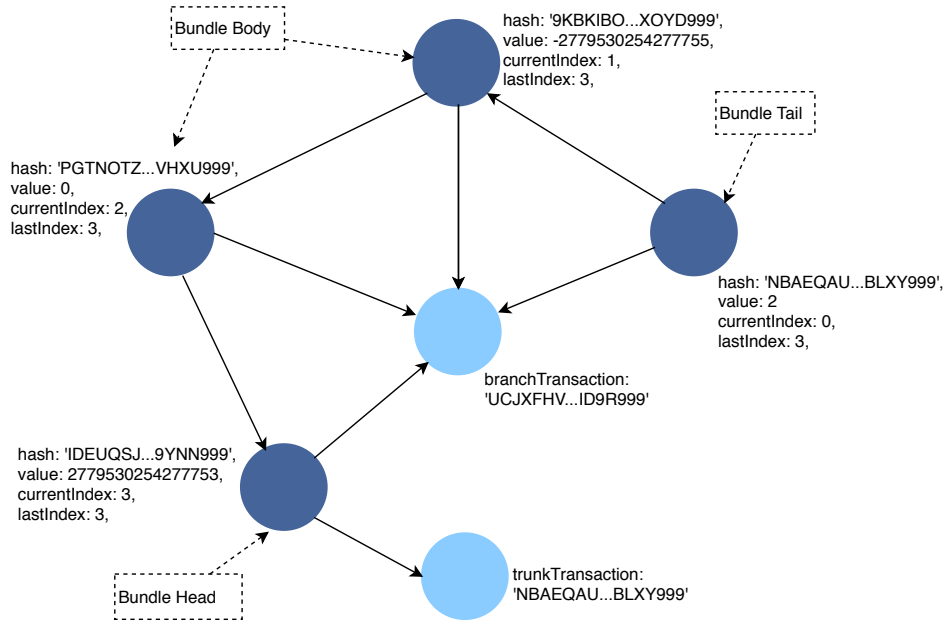 Bundle Body
hash: '9KBKIBO...XOYD999',
value: -2779530254277755,
currentIndex: 1,
lastIndex: 3,
Bundle Tail
hash: 'PGTNOTZ...VHXU999',
value: 0,
currentIndex: 2,
lastIndex: 3,
hash: 'NBAEQAU...BLXY999',
value: 2
currentIndex: 0,
lastIndex: 3,
branchTransaction:
'UCJXFHV...ID9R999'
hash: 'IDEUQSJ...9YNN999',
value: 2779530254277753,
currentIndex: 3,
lastIndex: 3,
trunkTransaction:
'NBAEQAU...BLXY999'
Bundle Head